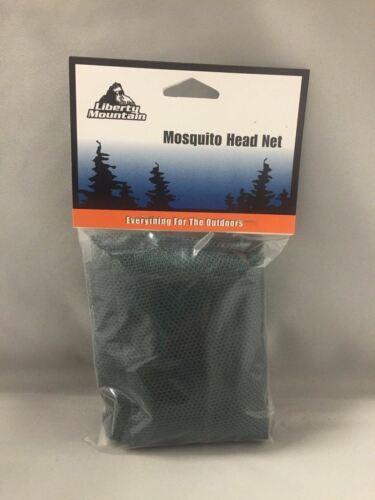 Liberty
Mountain
Mosquito Head Net
Everything For The Outdoors